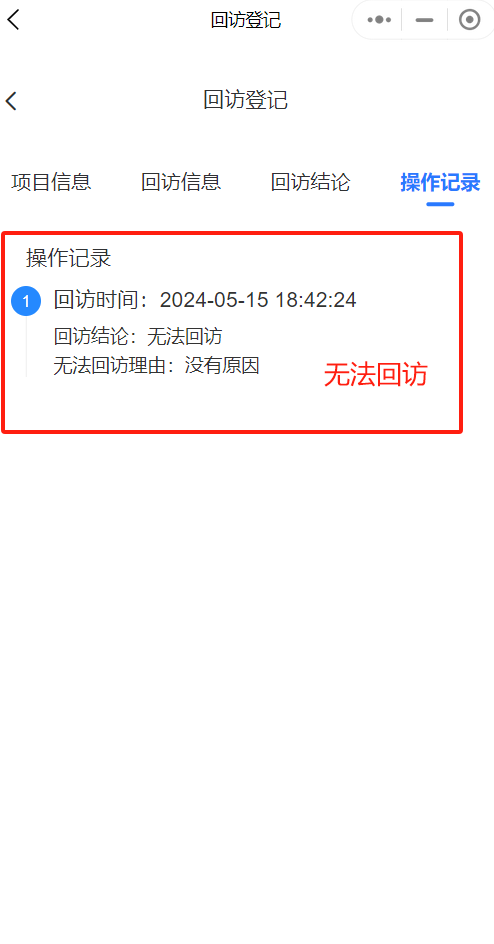 回访登记
回访登记
项目信息 回访信息 回访结论 操作记录
操作记录
1 回访时间：2024-05-15 18:42:24
回访结论：无法回访
无法回访理由：没有原因
无法回访